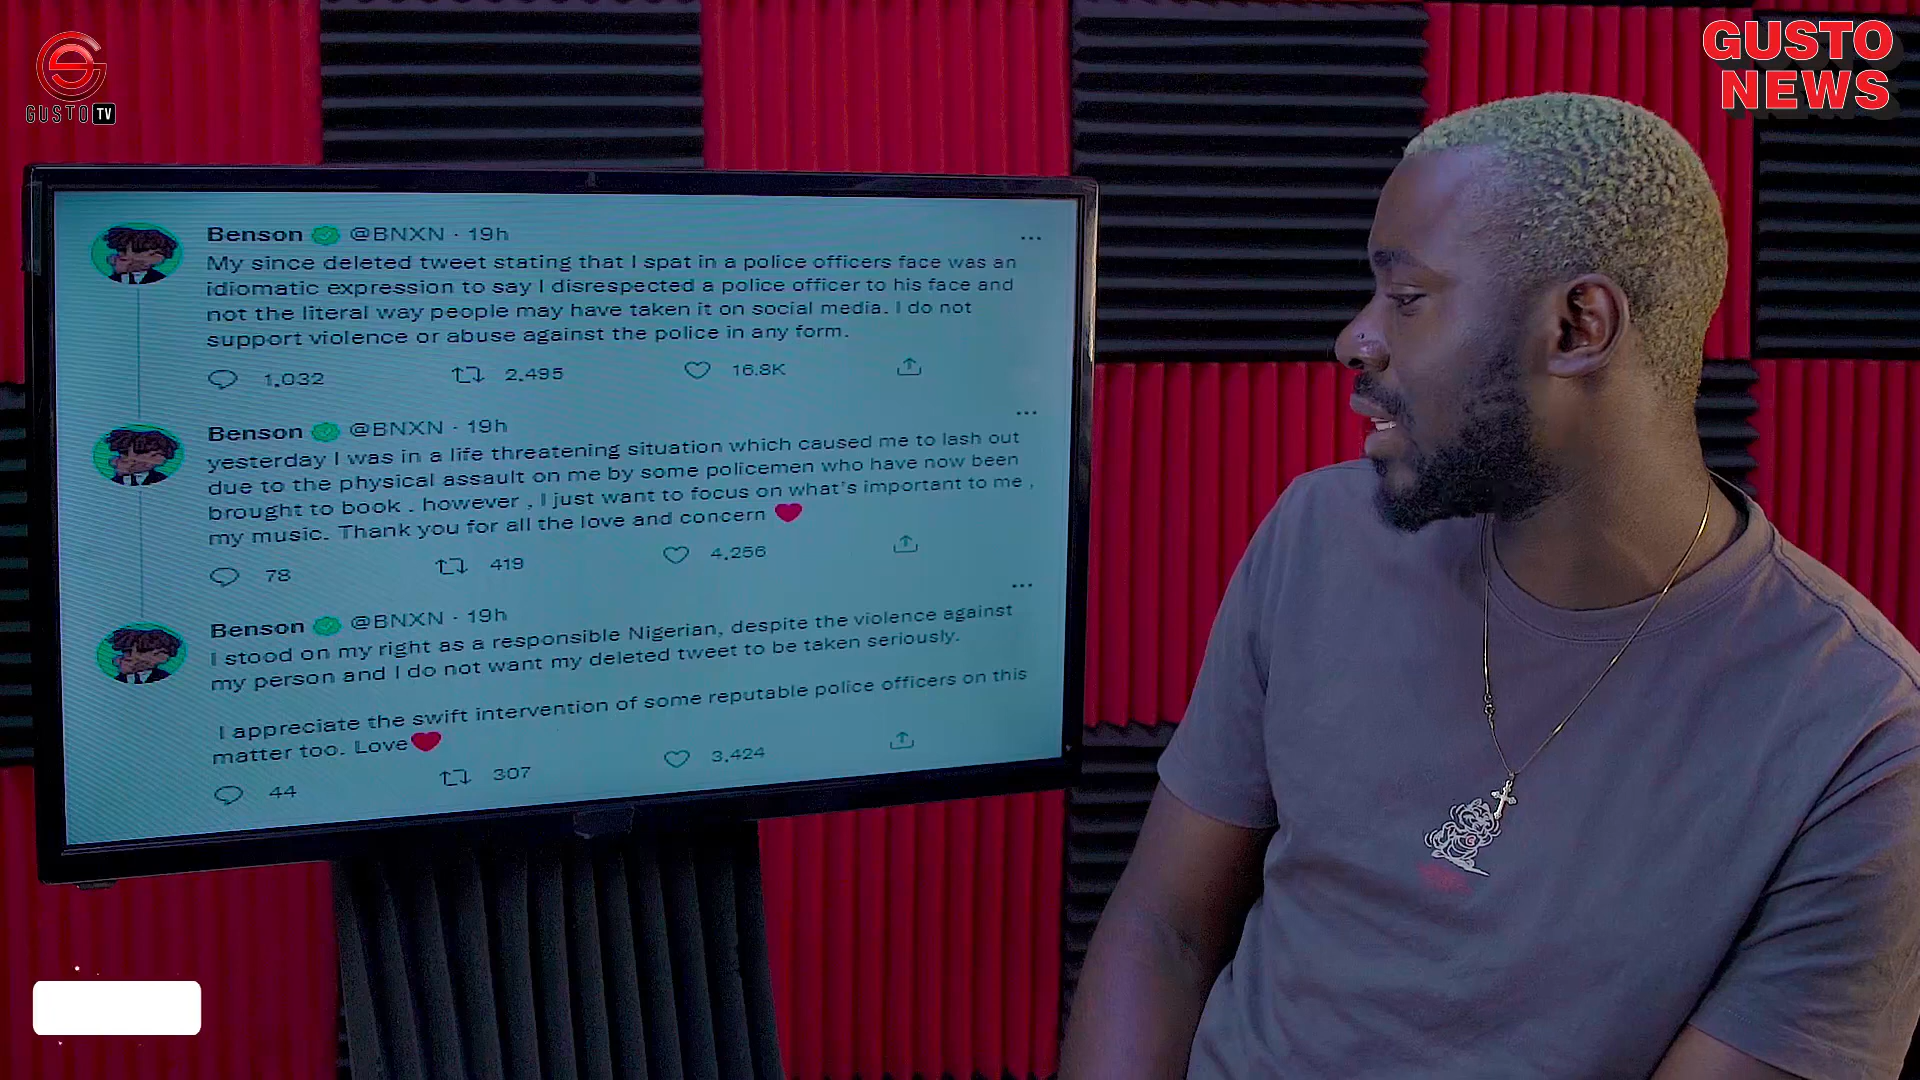 GUSTO TV
GUSTO
NEWS
Benson @BNXN · 19h
My since deleted tweet stating that I spat in a police officers face was an
idiomatic expression to say I disrespected a police officer to his face and
not the literal way people may have taken it on social media. I do not
support violence or abuse against the police in any form.
1,032 2,495 16.8K
Benson @BNXN · 19h
yesterday I was in a life threatening situation which caused me to lash out
due to the physical assault on me by some policemen who have now been
brought to book . however , I just want to focus on what's important to me ,
my music. Thank you for all the love and concern ❤
78 419 4,256
Benson @BNXN · 19h
I stood on my right as a responsible Nigerian, despite the violence against
my person and I do not want my deleted tweet to be taken seriously.
I appreciate the swift intervention of some reputable police officers on this
matter too. Love❤
44 307 3,424